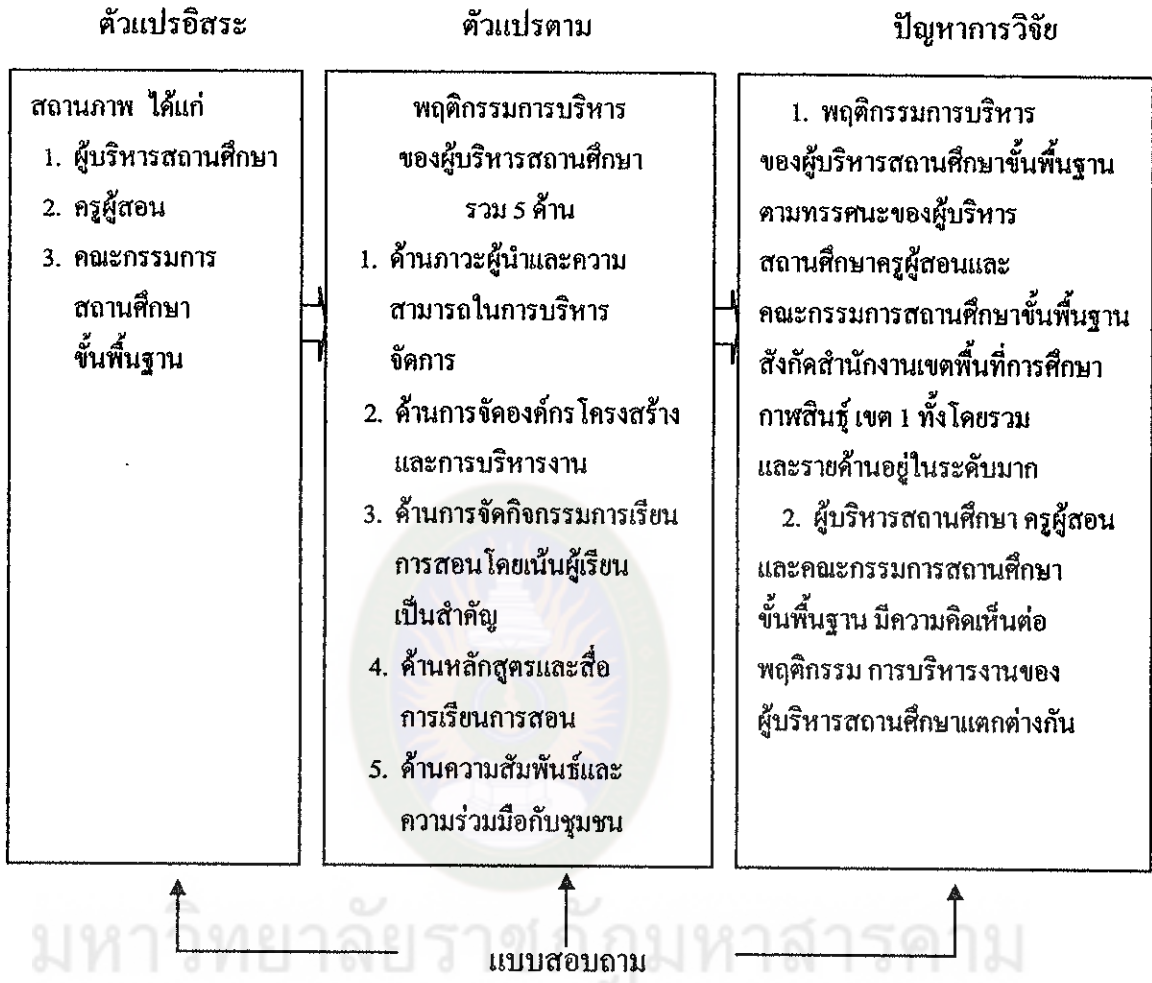 ตัวแปรอิสระ
ตัวแปรตาม
ปัญหาการวิจัย
สถานภาพ ได้แก่
1. ผู้บริหารสถานศึกษา
2. ครูผู้สอน
3. คณะกรรมการ
สถานศึกษา
ขั้นพื้นฐาน
พฤติกรรมการบริหาร
ของผู้บริหารสถานศึกษา
รวม 5 ด้าน
1. ด้านภาวะผู้นำและความ
สามารถในการบริหาร
จัดการ
2. ด้านการจัดองค์กร โครงสร้าง
และการบริหารงาน
3. ด้านการจัดกิจกรรมการเรียน
การสอน โดยเน้นผู้เรียน
เป็นสำคัญ
4. ด้านหลักสูตรและสื่อ
การเรียนการสอน
5. ด้านความสัมพันธ์และ
ความร่วมมือกับชุมชน
1. พฤติกรรมการบริหาร
ของผู้บริหารสถานศึกษาขั้นพื้นฐาน
ตามทรรศนะของผู้บริหาร
สถานศึกษาครูผู้สอนและ
คณะกรรมการสถานศึกษาขั้นพื้นฐาน
สังกัดสำนักงานเขตพื้นที่การศึกษา
กาฬสินธุ์ เขต 1 ทั้งโดยรวม
และรายด้านอยู่ในระดับมาก
2. ผู้บริหารสถานศึกษา ครูผู้สอน
และคณะกรรมการสถานศึกษา
ขั้นพื้นฐาน มีความคิดเห็นต่อ
พฤติกรรม การบริหารงานของ
ผู้บริหารสถานศึกษาแตกต่างกัน
แบบสอบถาม
มหาวิทยาลัยราชภัฏมหาสารคาม